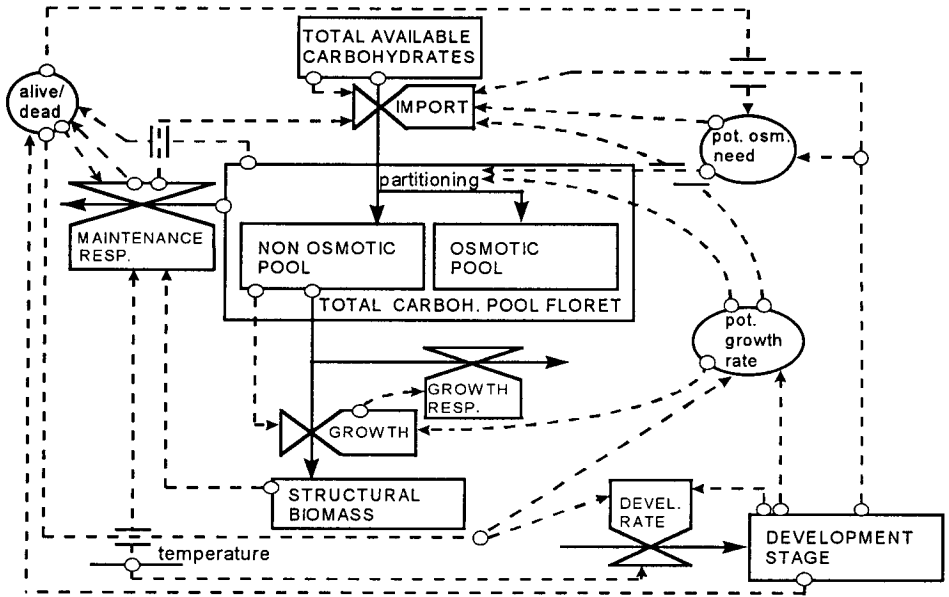 TOTAL AVAILABLE
CARBOHYDRATES
alive/
dead
IMPORT
pot. osm.
need
partitioning
MAINTENANCE
RESP.
NON OSMOTIC
POOL
OSMOTIC
POOL
TOTAL CARBOH. POOL FLORET
pot.
growth
rate
GROWTH
RESP.
GROWTH
STRUCTURAL
BIOMASS
DEVEL.
RATE
DEVELOPMENT
STAGE
temperature